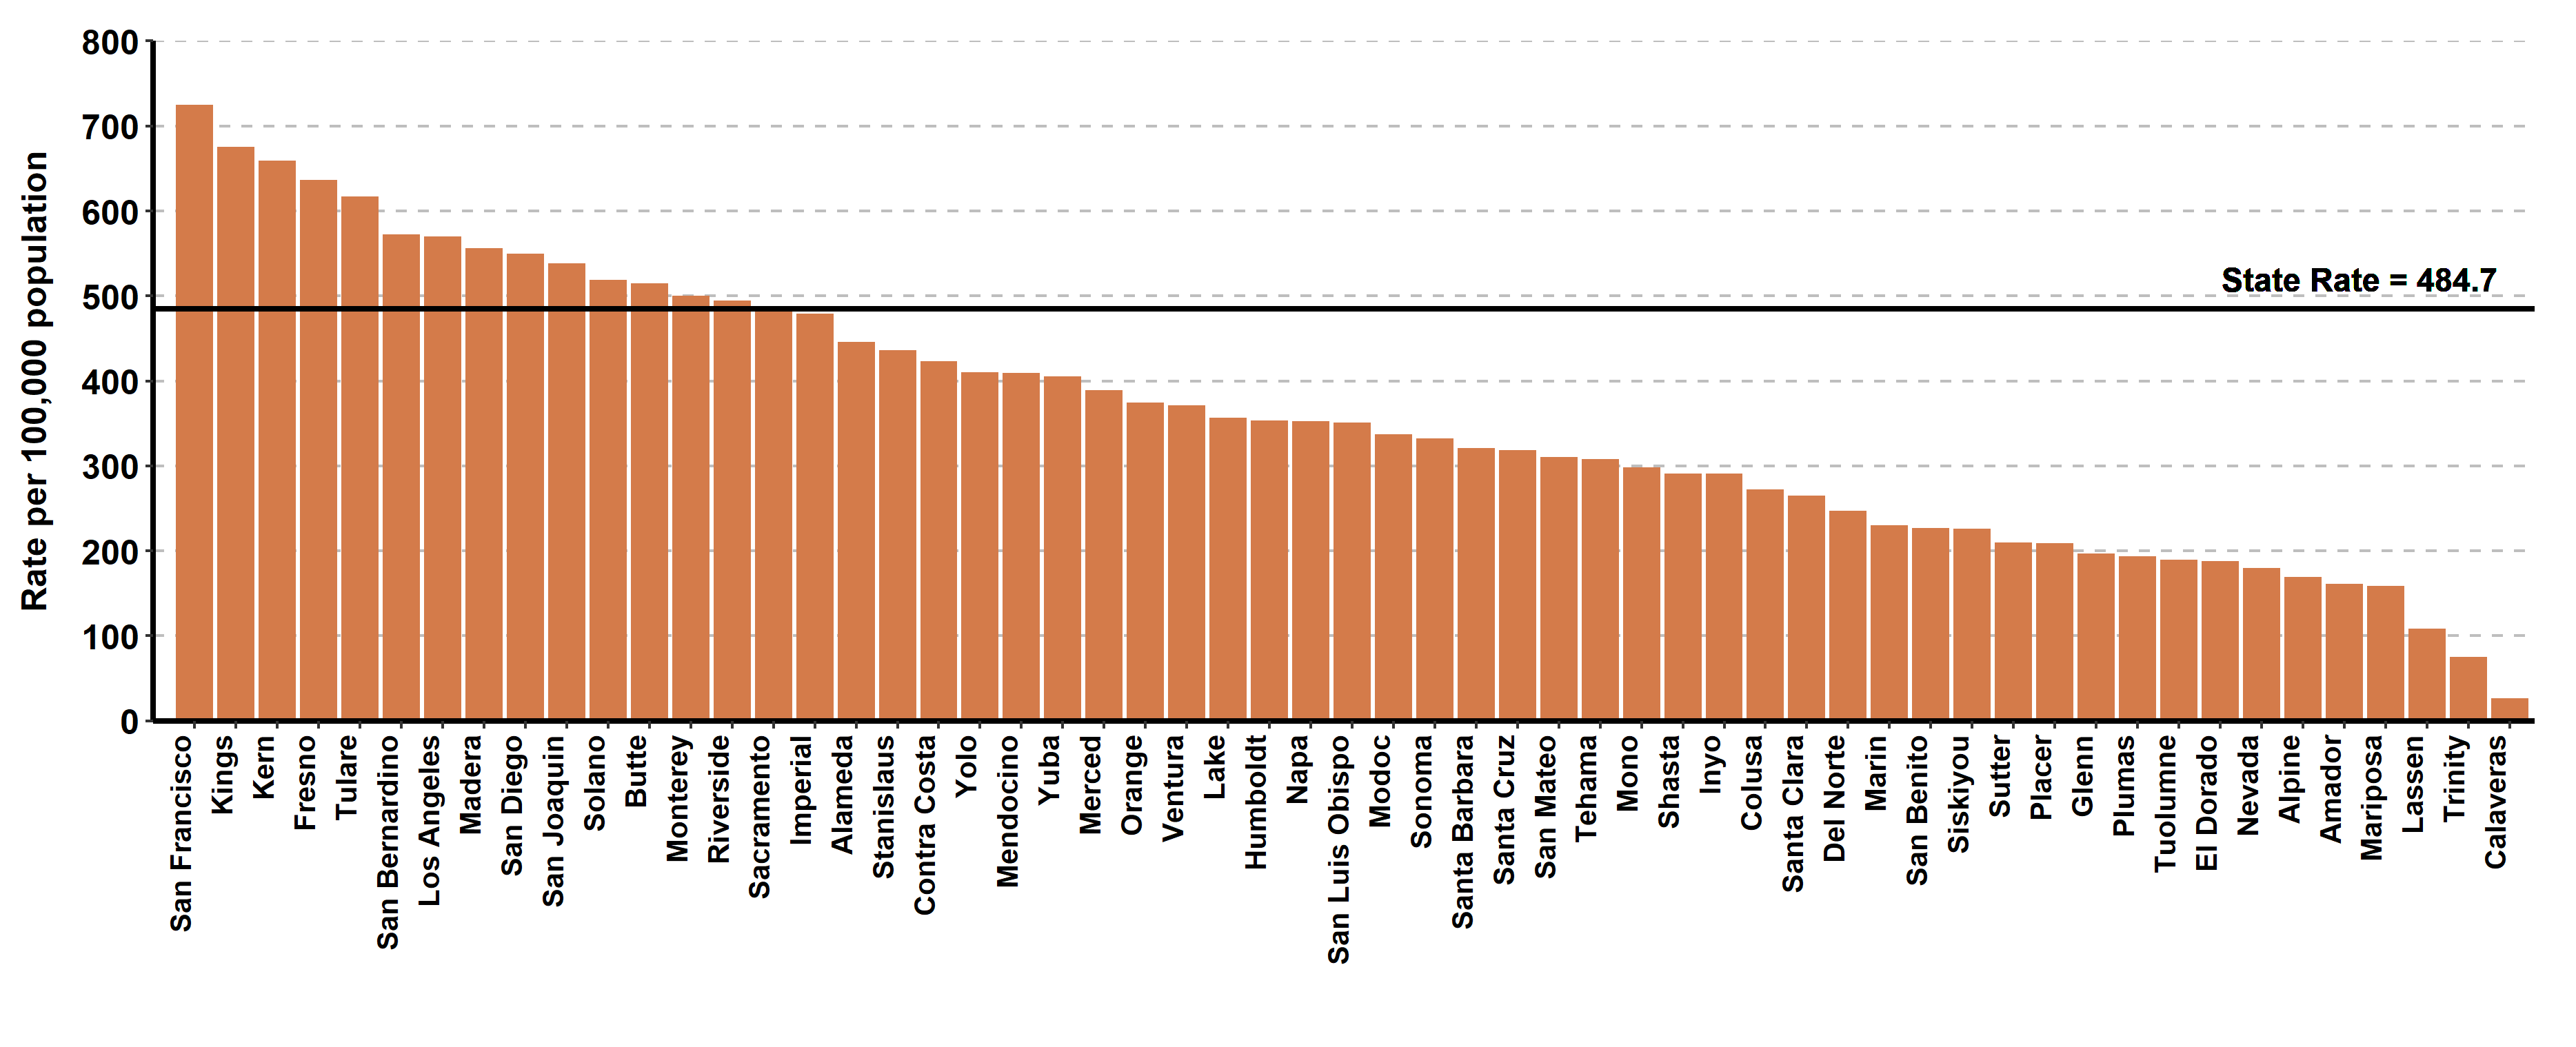 Rate per 100,000 population
800
700
600
500
400
300
200
100
0
State Rate = 484.7
San Francisco
Kings
Kern
Fresno
Tulare
San Bernardino
Los Angeles
Madera
San Diego
San Joaquin
Solano
Butte
Monterey
Riverside
Sacramento
Imperial
Alameda
Stanislaus
Contra Costa
Yolo
Mendocino
Yuba
Merced
Orange
Ventura
Lake
Humboldt
Napa
San Luis Obispo
Modoc
Sonoma
Santa Barbara
Santa Cruz
San Mateo
Tehama
Mono
Shasta
Inyo
Colusa
Santa Clara
Del Norte
Marin
San Benito
Siskiyou
Sutter
Placer
Glenn
Plumas
Tuolumne
El Dorado
Nevada
Alpine
Amador
Mariposa
Lassen
Trinity
Calaveras